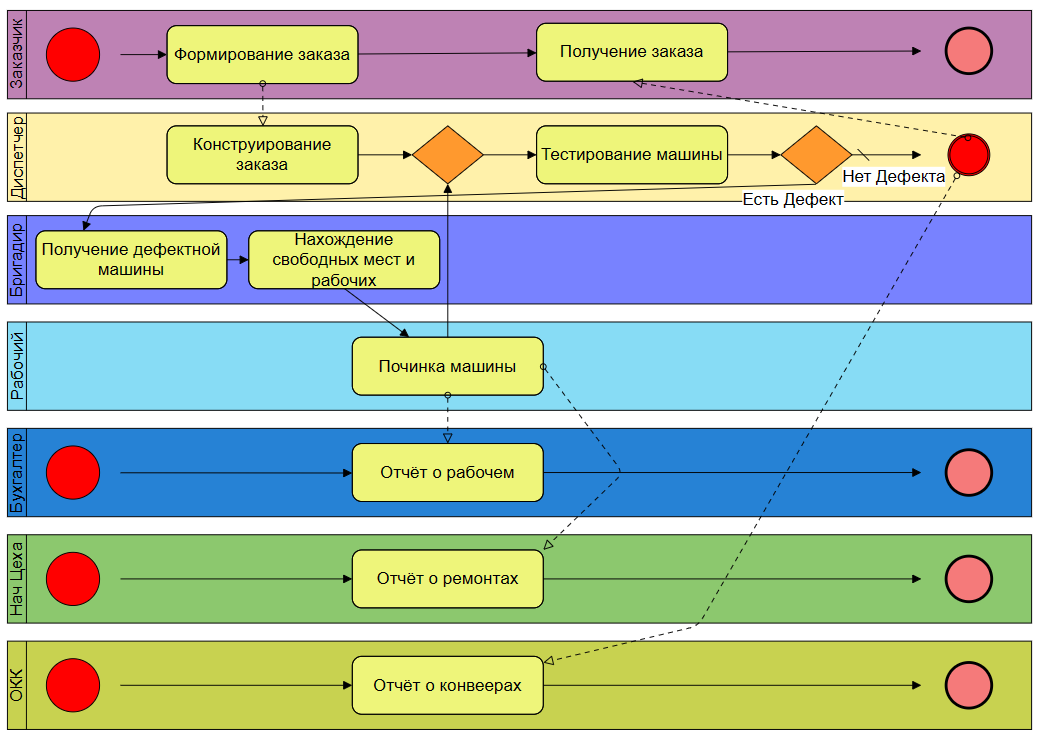 Заказчик
Формирование заказа
Получение заказа
Диспетчер
Конструирование
заказа
Тестирование машины
Нет Дефекта
Есть Дефект
Бригадир
Получение дефектной
машины
Нахождение
свободных мест и
рабочих
Рабочий
Починка машины
Бухгалтер
Отчёт о рабочем
Нач Цеха
Отчёт о ремонтах
ОКК
Отчёт о конвеерах